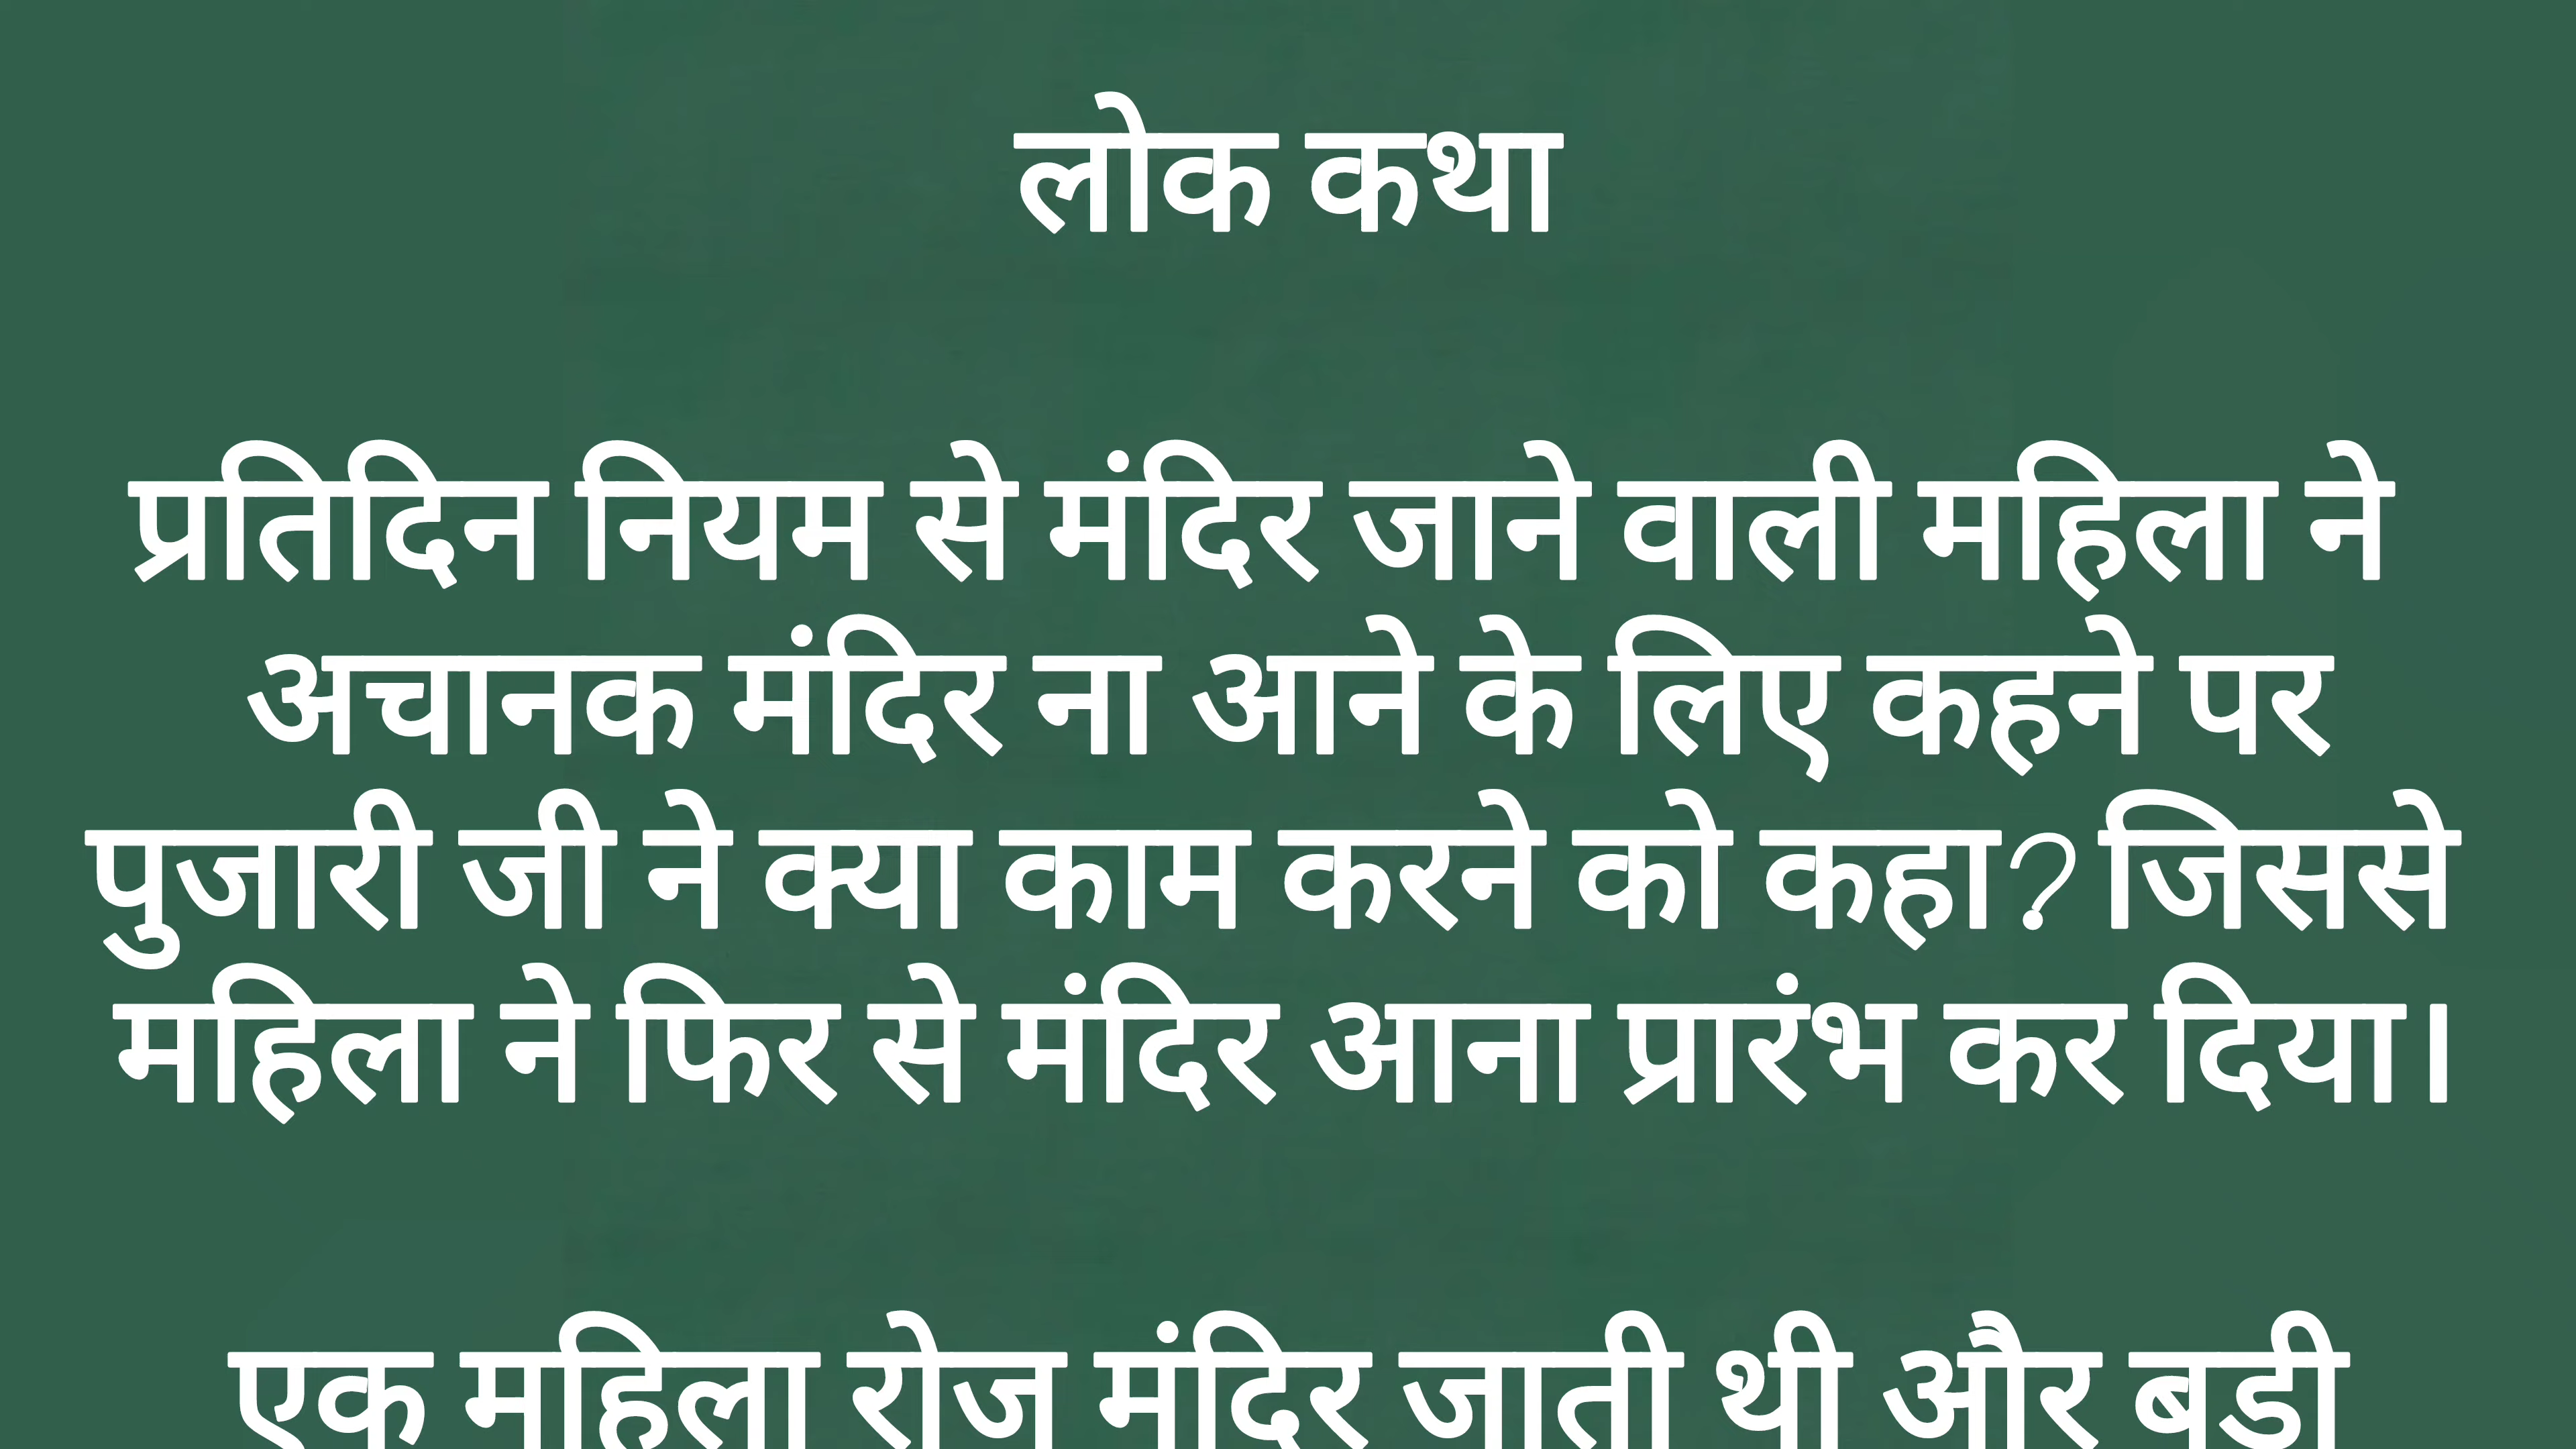 लोक कथा
प्रतिदिन नियम से मंदिर जाने वाली महिला ने
अचानक मंदिर ना आने के लिए कहने पर
पुजारी जी ने क्या काम करने को कहा? जिससे
महिला ने फिर से मंदिर आना प्रारंभ कर दिया।
एक महिला रोज मंदिर जाती थी और बड़ी